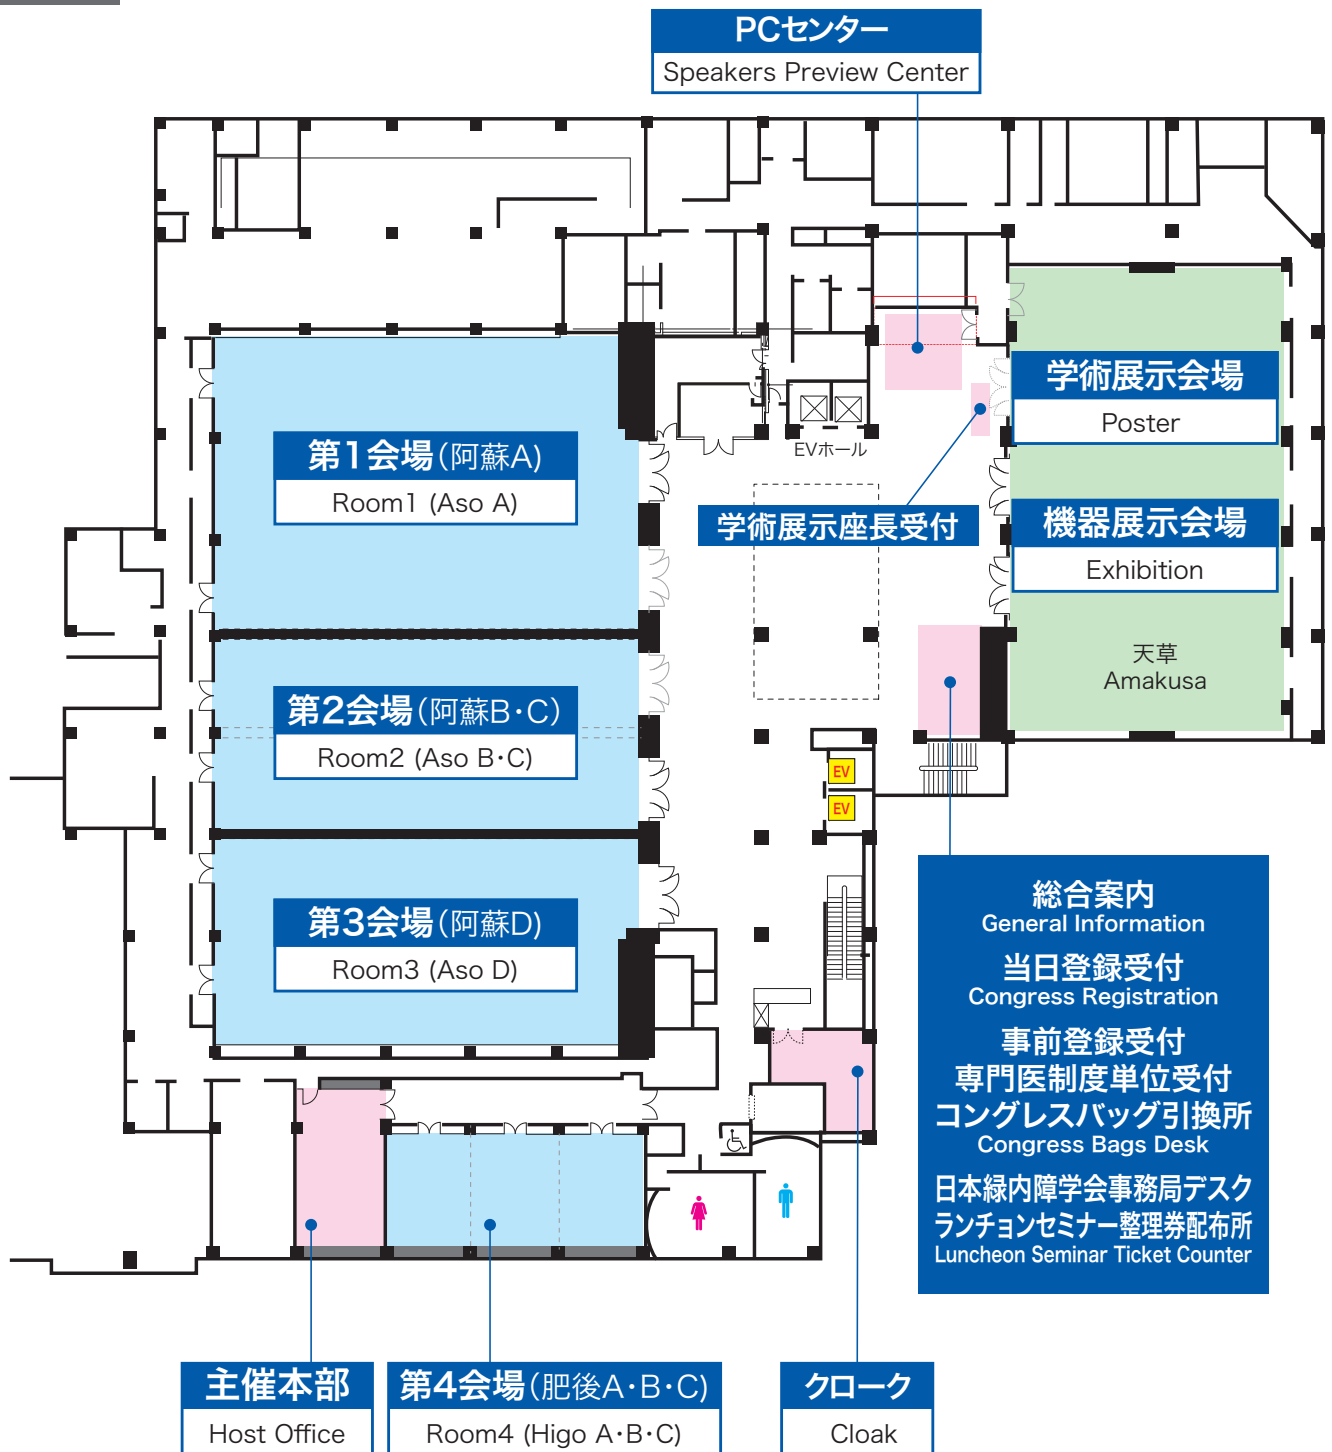 PCセンター
Speakers Preview Center
学術展示会場
Poster
EVホール
第1会場(阿蘇A)
Room1 (Aso A)
学術展示座長受付
機器展示会場
Exhibition
天草
Amakusa
第2会場(阿蘇B・C)
Room2 (Aso B・C)
EV
EV
第3会場(阿蘇D)
Room3 (Aso D)
総合案内
General Information
当日登録受付
Congress Registration
事前登録受付
専門医制度単位受付
コングレスバッグ引換所
Congress Bags Desk
日本緑内障学会事務局デスク
ランチョンセミナー整理券配布所
Luncheon Seminar Ticket Counter
主催本部
Host Office
第4会場(肥後A・B・C)
Room4 (Higo A・B・C)
クローク
Cloak